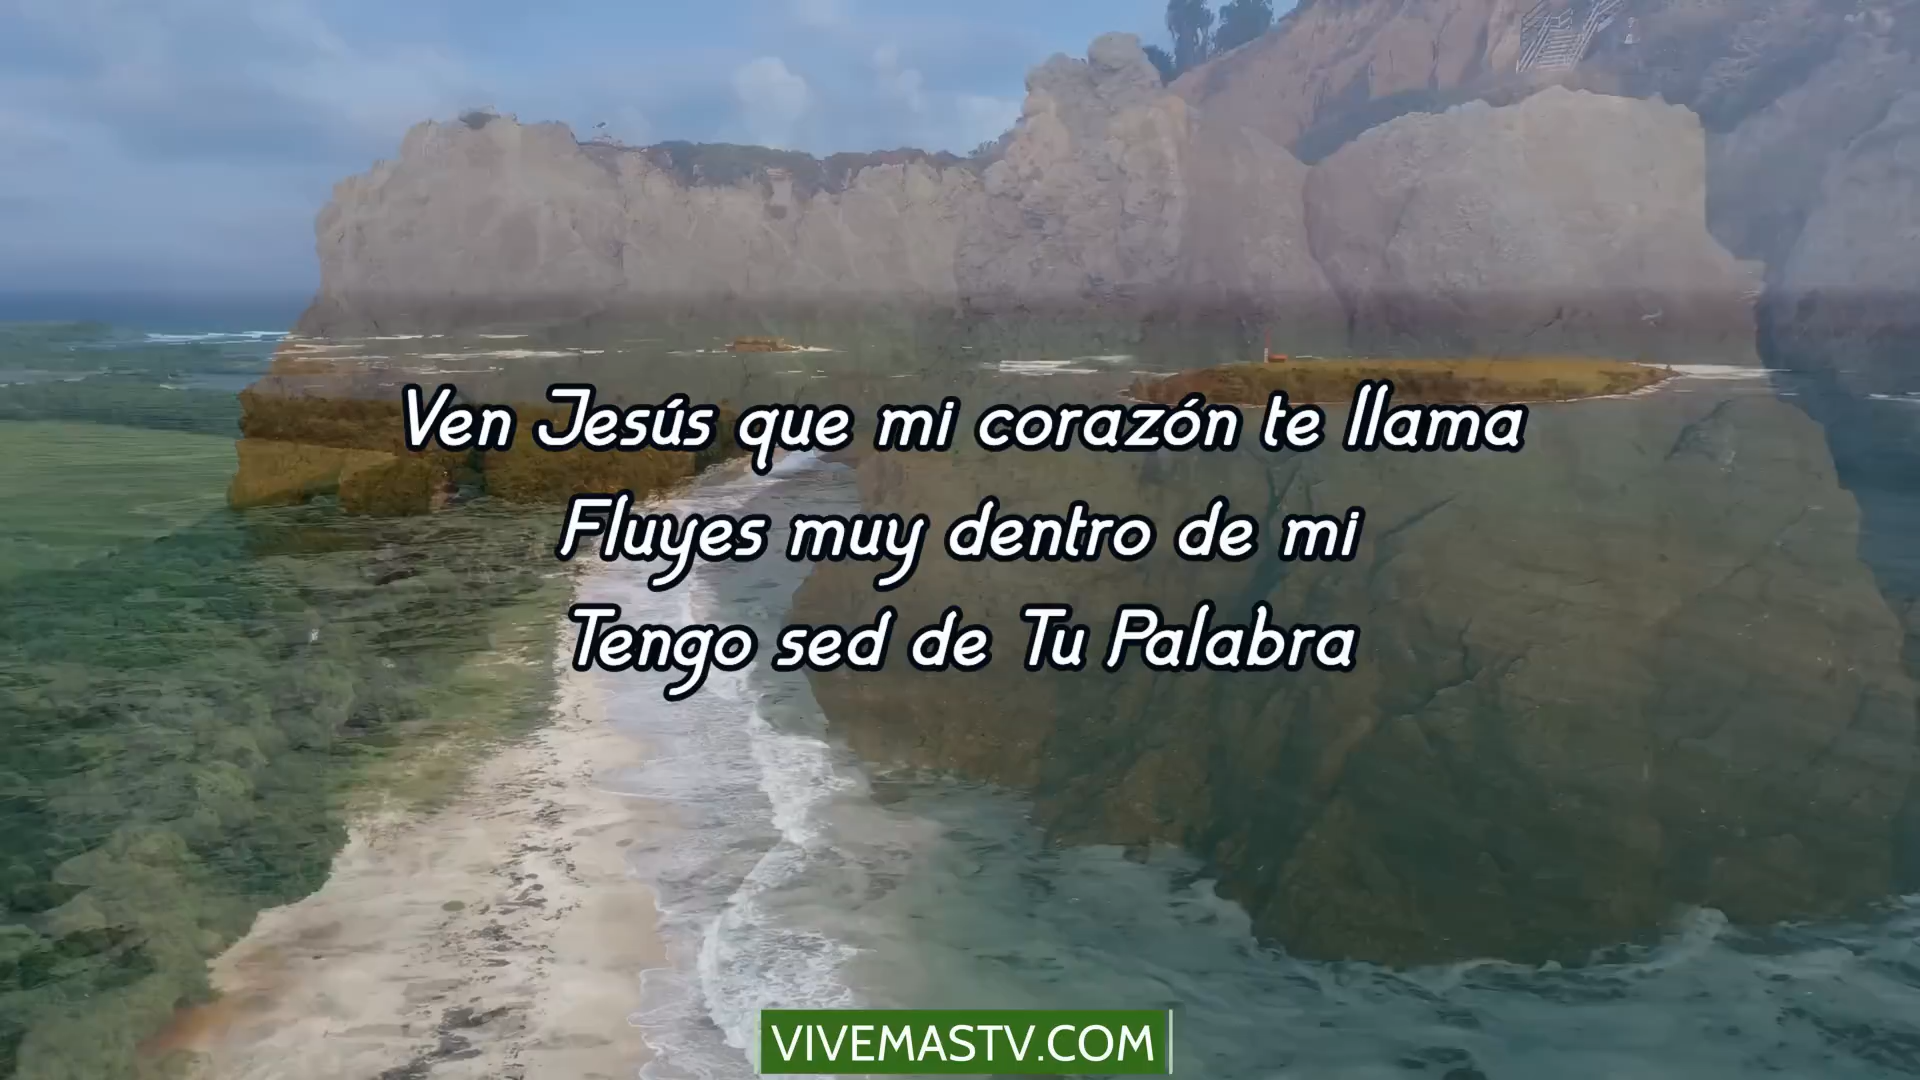 Ven Jesús que mi corazón te llama
Fluyes muy dentro de mi
Tengo sed de Tu Palabra
VIVEMASTV.COM